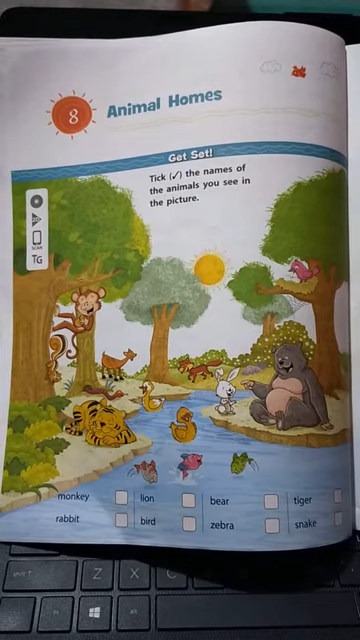 8
Animal Homes
Get Set!
Tick (✓) the names of
the animals you see in
the picture.
SCAN
TG
monkey lion bear tiger
rabbit bird zebra snake
Z X C